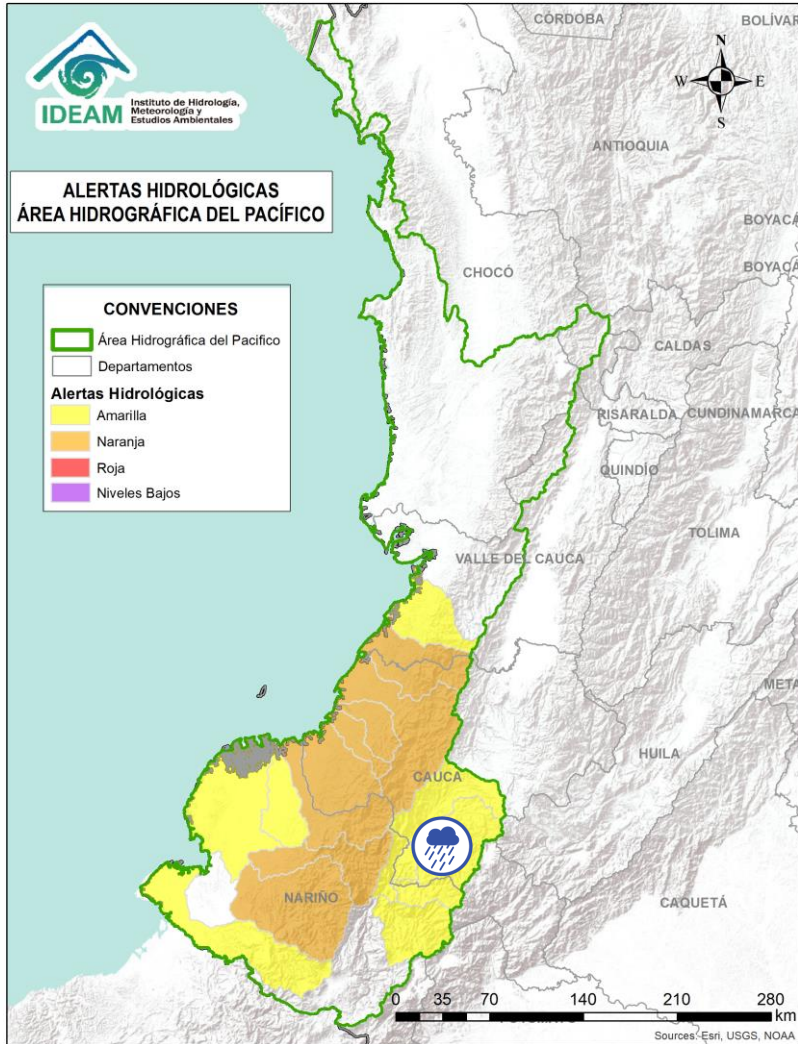 IDEAM
Instituto de Hidrología,
Meteorología y
Estudios Ambientales
ALERTAS HIDROLÓGICAS
ÁREA HIDROGRÁFICA DEL PACÍFICO
CONVENCIONES
Área Hidrográfica del Pacifico
Departamentos
Alertas Hidrológicas
Amarilla
Naranja
Roja
Niveles Bajos
CÓRDOBA
BOLÍVAR
N
W E
S
ANTIOQUIA
BOYACÁ
CHOCÓ
BOYACÁ
CALDAS
RISARALDA
CUNDINAMARCA
QUINDÍO
TOLIMA
VALLE DEL CAUCA
META
HUILA
CAUCA
NARIÑO
CAQUETÁ
0 35 70 140 210 280
km
Sources: Esri, USGS, NOAA